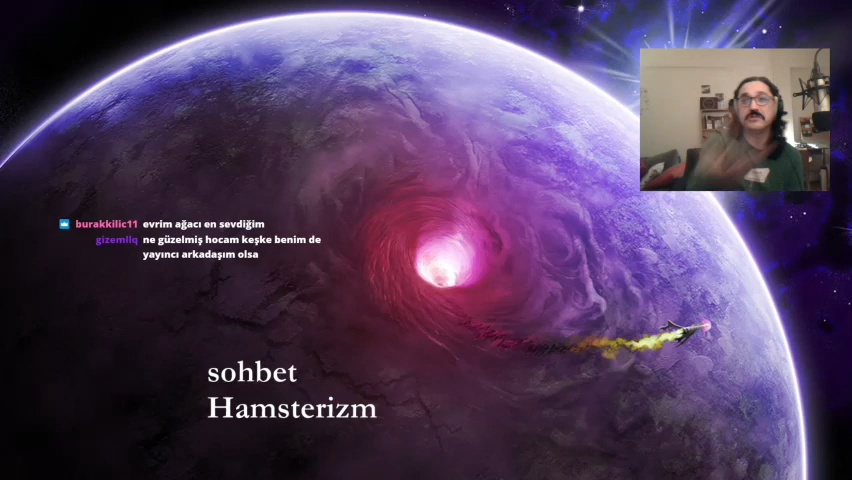 burakkilic11 evrim ağacı en sevdiğim
gizemllq ne güzelmiş hocam keşke benim de
yayıncı arkadaşım olsa
sohbet
Hamsterizm